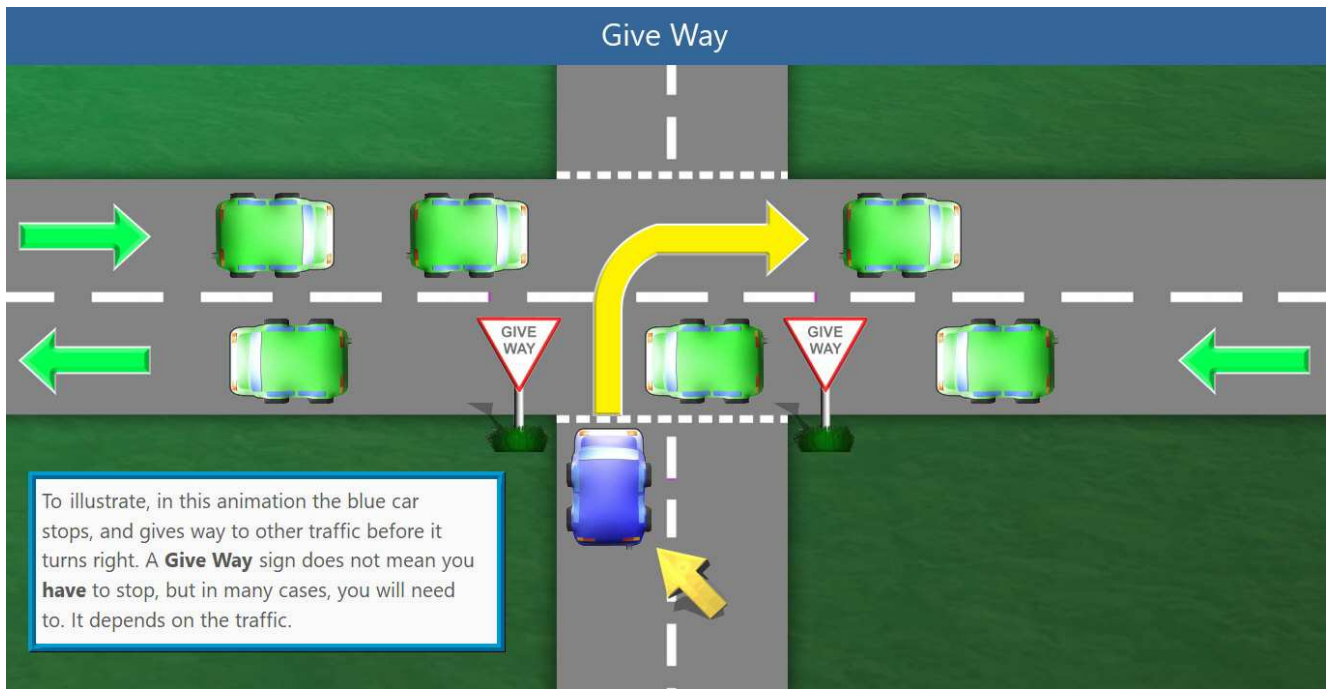 Give Way
GIVE
WAY
GIVE
WAY
To illustrate, in this animation the blue car
stops, and gives way to other traffic before it
turns right. A Give Way sign does not mean you
have to stop, but in many cases, you will need
to. It depends on the traffic.